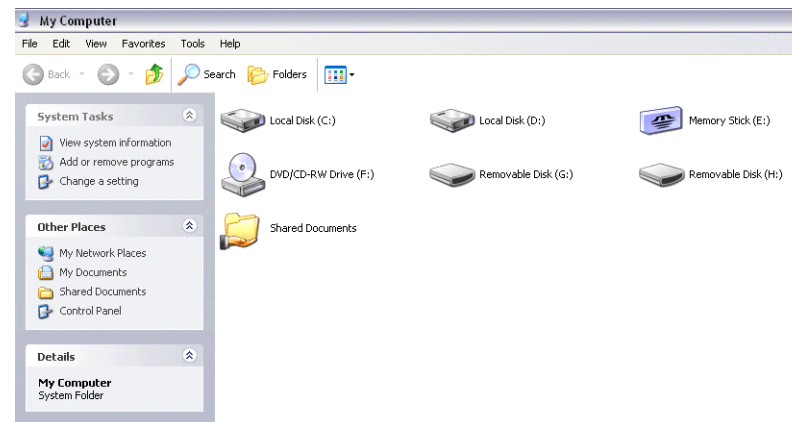 My Computer
File Edit View Favorites Tools Help
Back Search Folders
System Tasks
View system information
Add or remove programs
Change a setting
Other Places
My Network Places
My Documents
Shared Documents
Control Panel
Details
My Computer
System Folder
Local Disk (C:) Local Disk (D:) Memory Stick (E:)
DVD/CD-RW Drive (F:) Removable Disk (G:) Removable Disk (H:)
Shared Documents